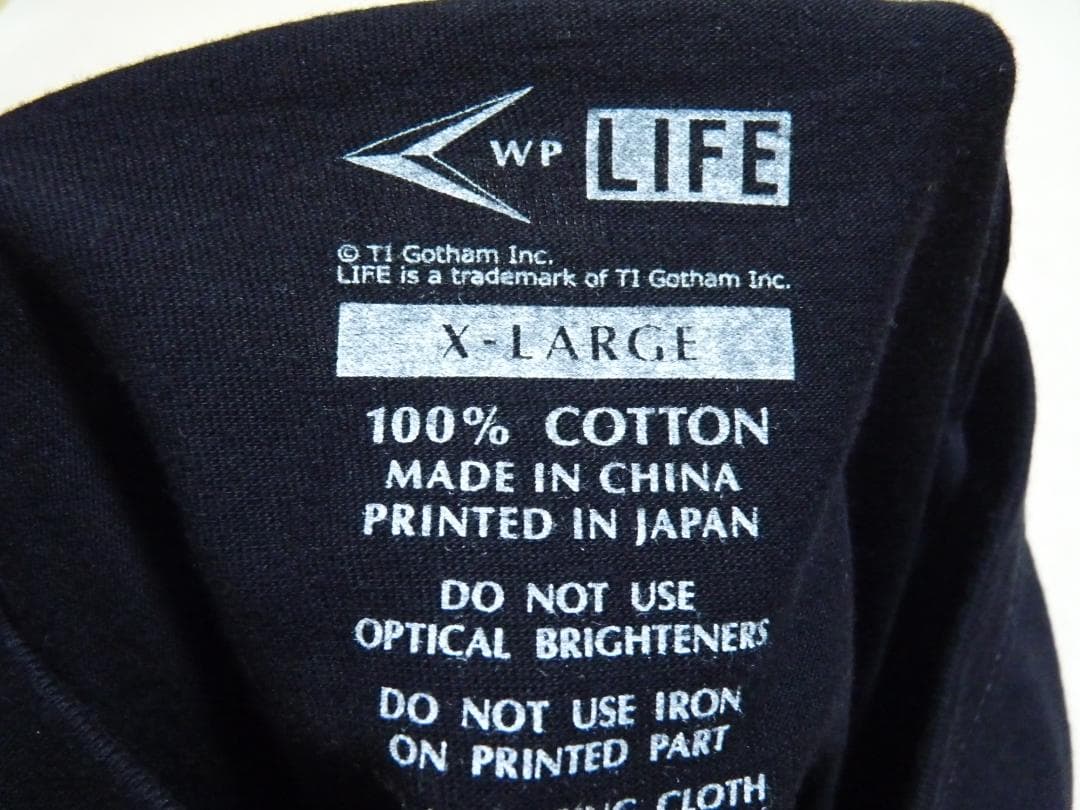 WP LIFE
© TI Gotham Inc.
LIFE is a trademark of TI Gotham Inc.
X-LARGE
100% COTTON
MADE IN CHINA
PRINTED IN JAPAN
DO NOT USE
OPTICAL BRIGHTENERS
DO NOT USE IRON
ON PRINTED PART
CLOTH